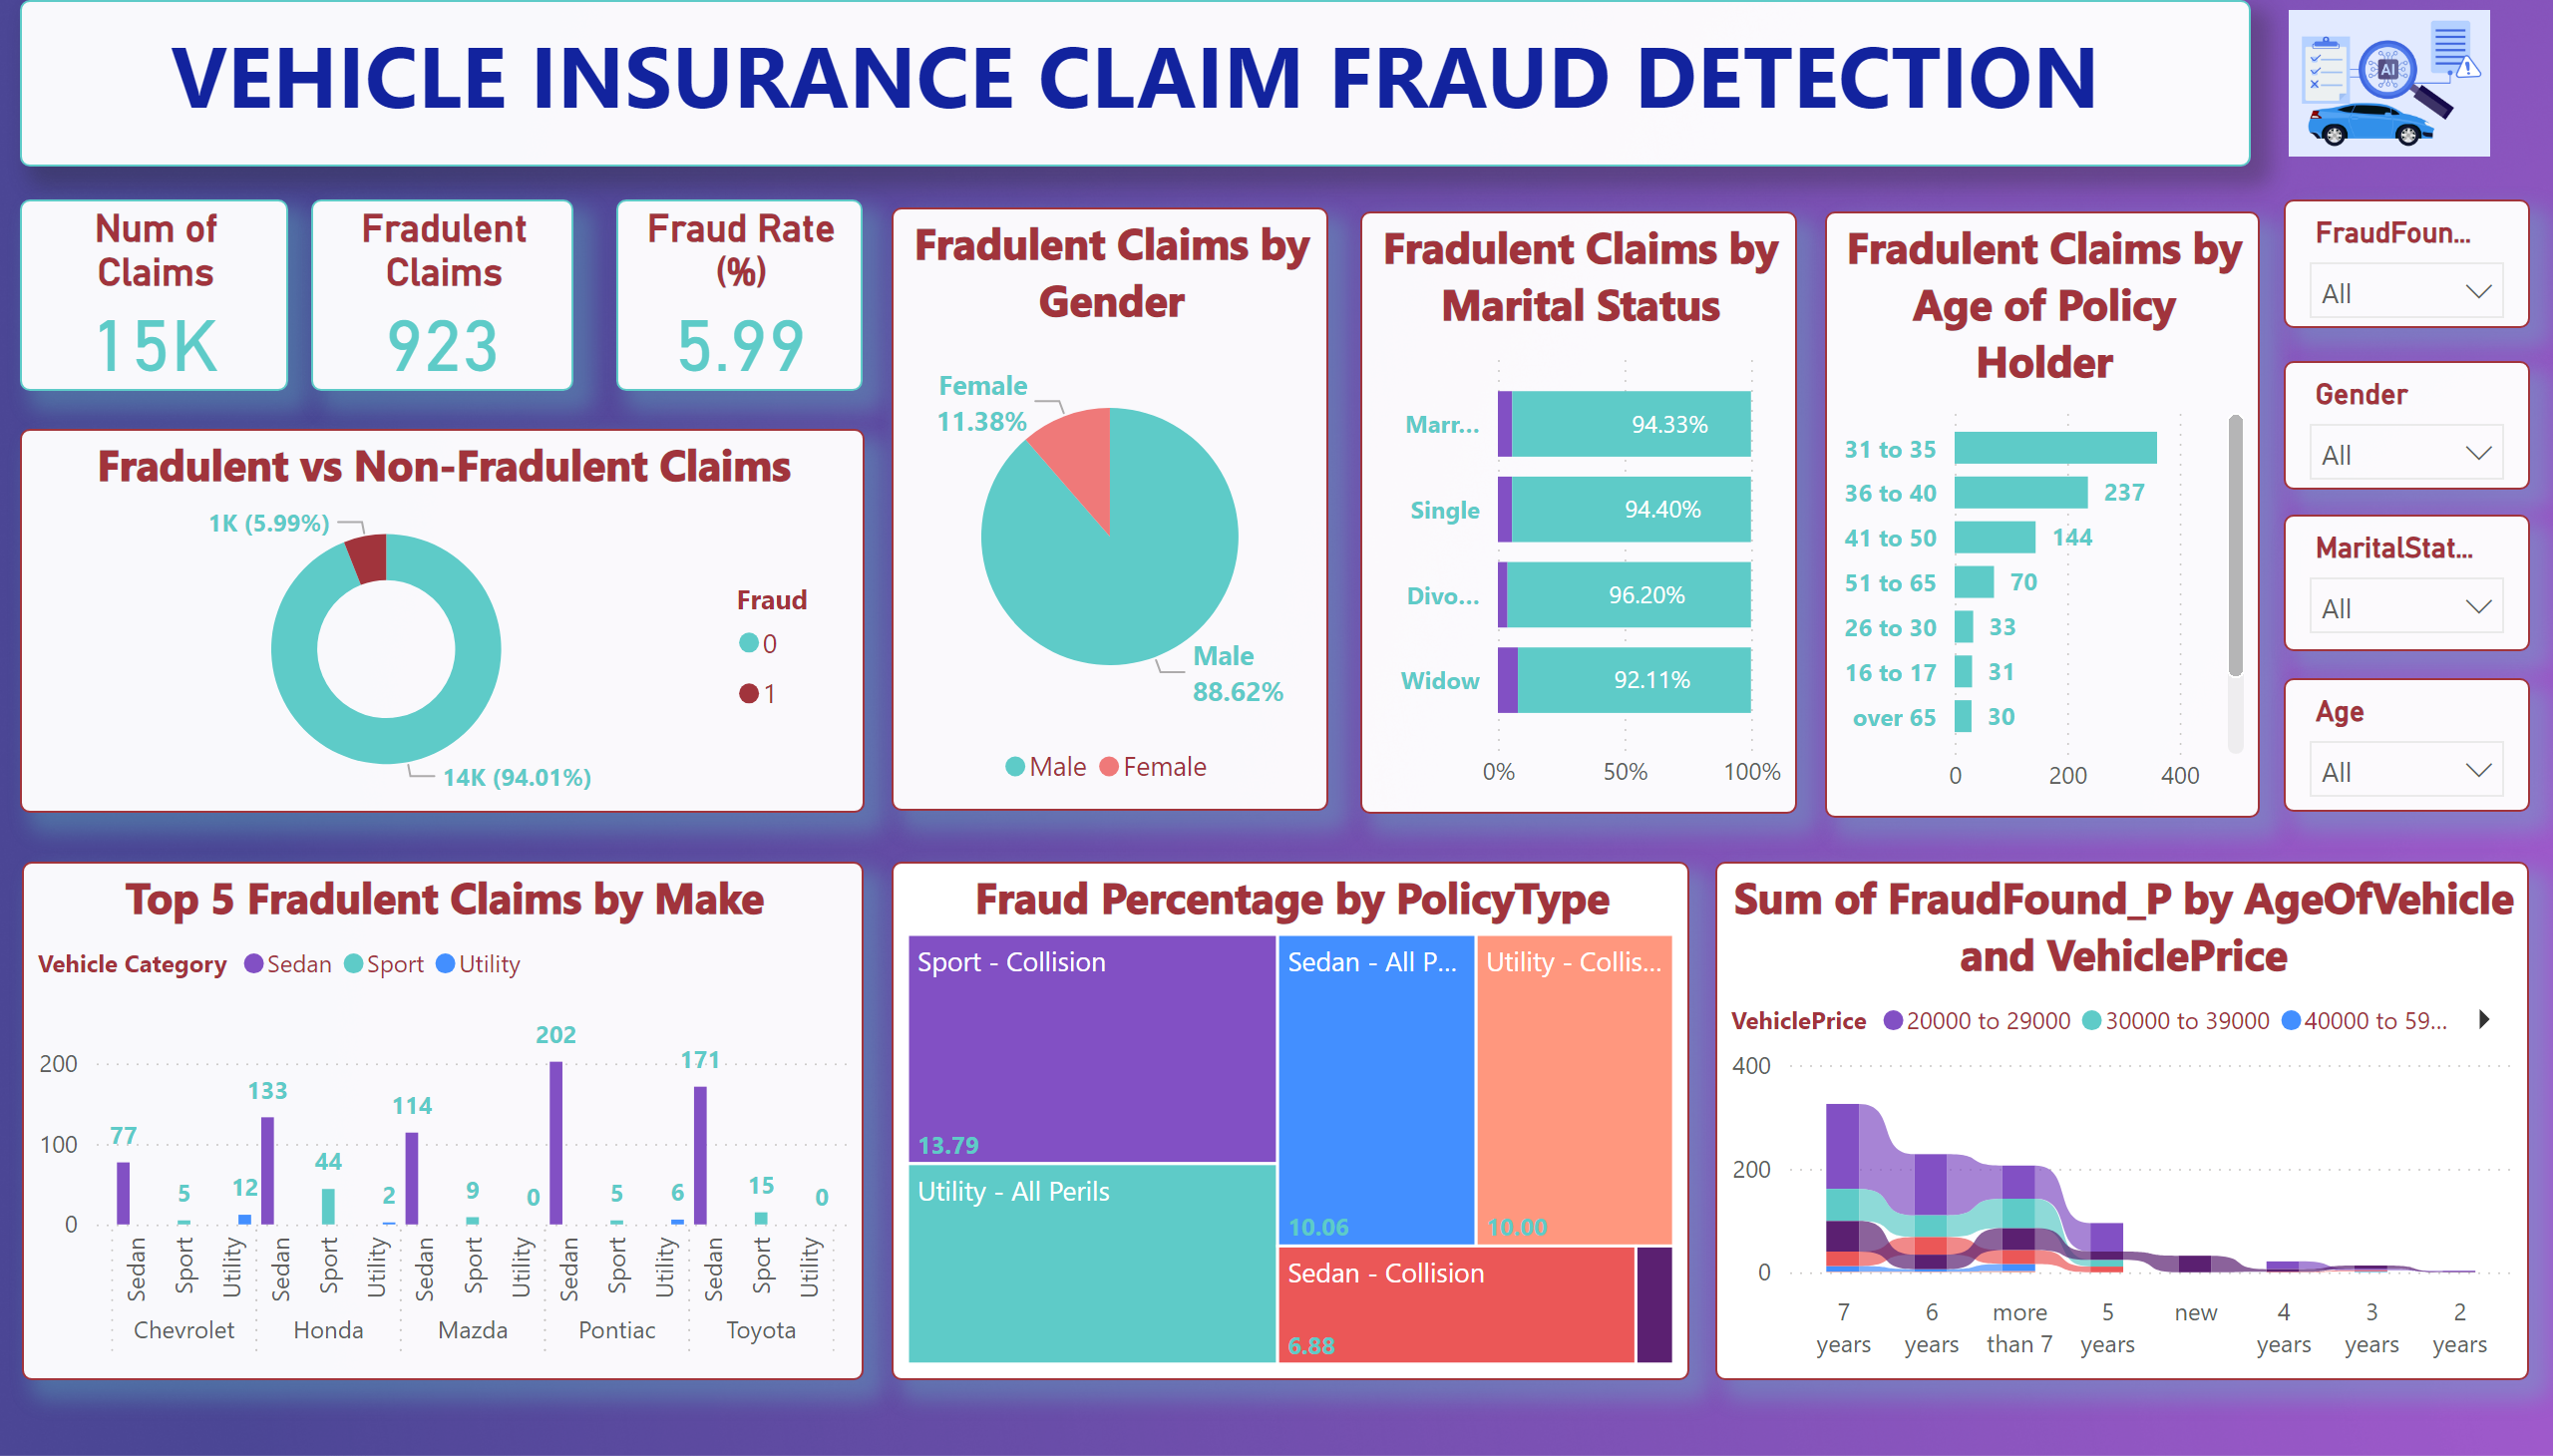 VEHICLE INSURANCE CLAIM FRAUD DETECTION
AI
Num of
Claims
15K
Fradulent
Claims
923
Fraud Rate
(%)
5.99
Fradulent vs Non-Fradulent Claims
1K (5.99%)
14K (94.01%)
Fraud
0
1
Fradulent Claims by
Gender
Female
11.38%
Male
88.62%
Male Female
Fradulent Claims by
Marital Status
Marr... 94.33%
Single 94.40%
Divo... 96.20%
Widow 92.11%
0% 50% 100%
Fradulent Claims by
Age of Policy
Holder
31 to 35
36 to 40 237
41 to 50 144
51 to 65 70
26 to 30 33
16 to 17 31
over 65 30
0 200 400
FraudFoun...
All
Gender
All
MaritalStat...
All
Age
All
Top 5 Fradulent Claims by Make
Vehicle Category Sedan Sport Utility
200
100
0
77 5 12 133 44 2 114 9 0 202 5 6 171 15 0
Sedan Sport Utility Sedan Sport Utility Sedan Sport Utility Sedan Sport Utility Sedan Sport Utility
Chevrolet Honda Mazda Pontiac Toyota
Fraud Percentage by PolicyType
Sport - Collision
13.79
Utility - All Perils
Sedan - All P...
10.06
Utility - Collis...
10.00
Sedan - Collision
6.88
Sum of FraudFound_P by AgeOfVehicle
and VehiclePrice
VehiclePrice 20000 to 29000 30000 to 39000 40000 to 59...
400
200
0
7 years
6 years
more than 7
5 years
new
4 years
3 years
2 years